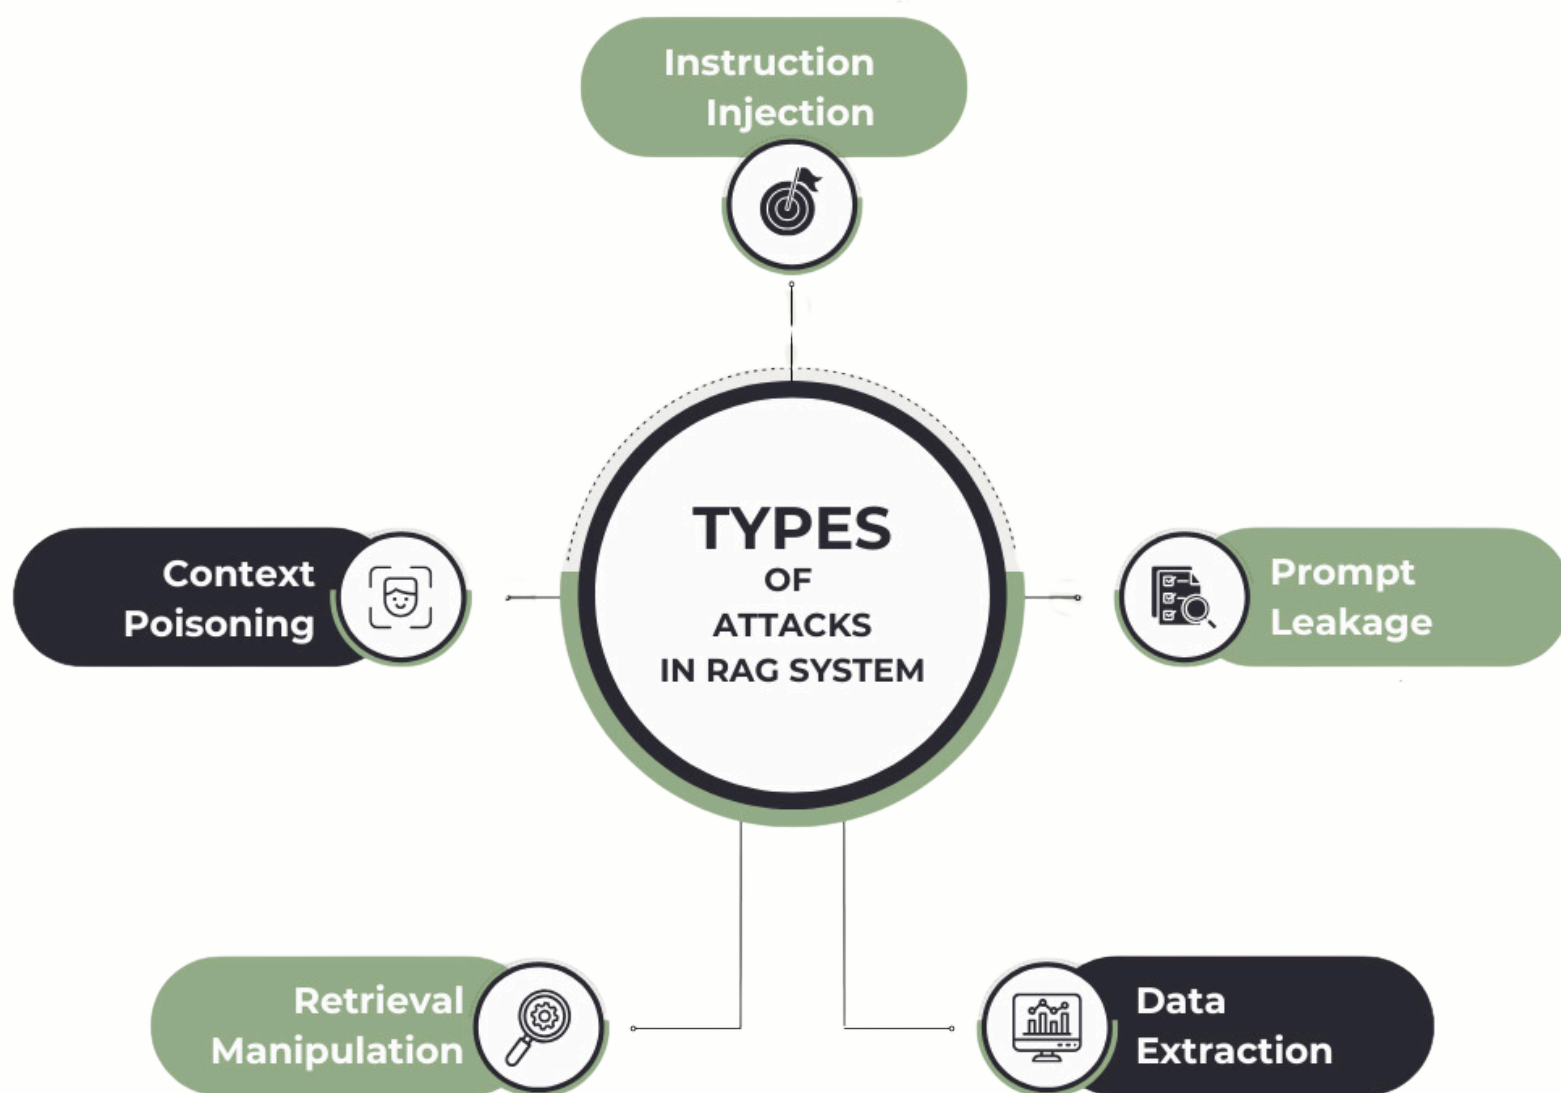 Instruction
Injection
TYPES
OF
ATTACKS
IN RAG SYSTEM
Context
Poisoning
Prompt
Leakage
Retrieval
Manipulation
Data
Extraction